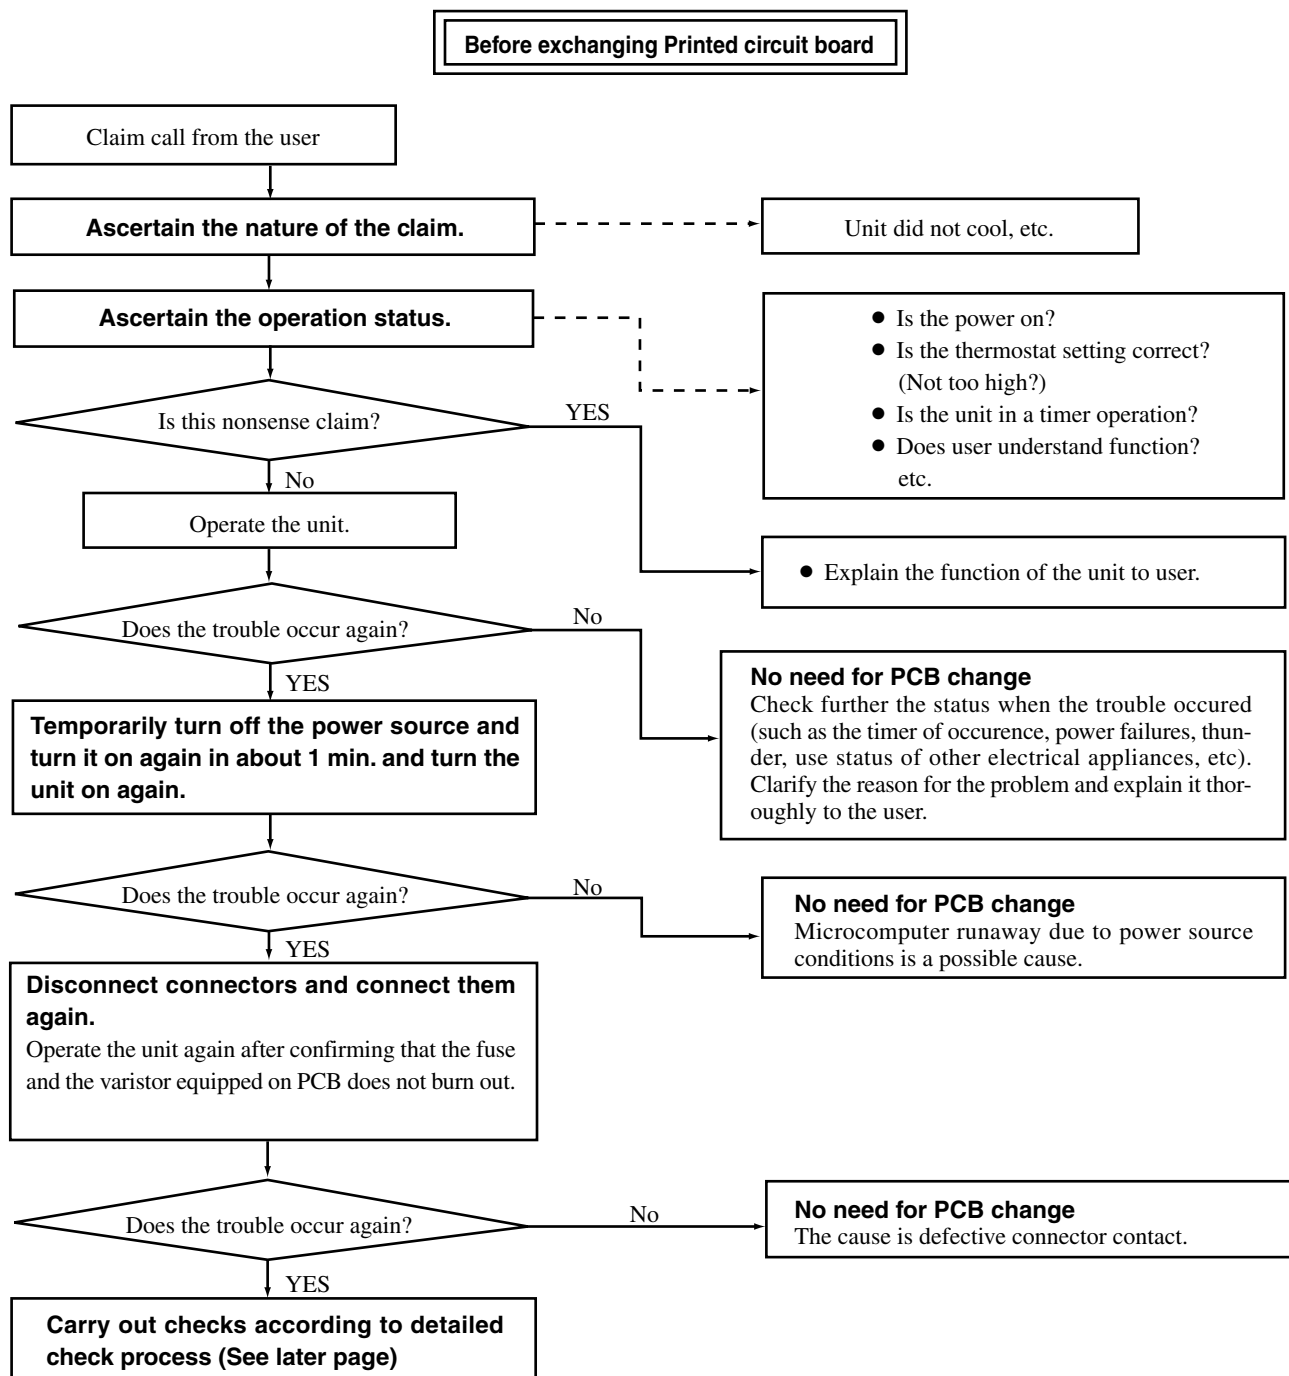 Before exchanging Printed circuit board
Claim call from the user
Ascertain the nature of the claim.
Unit did not cool, etc.
Ascertain the operation status.
● Is the power on?
● Is the thermostat setting correct?
(Not too high?)
● Is the unit in a timer operation?
● Does user understand function?
etc.
Is this nonsense claim?
YES
No
Operate the unit.
● Explain the function of the unit to user.
Does the trouble occur again?
No
YES
No need for PCB change
Check further the status when the trouble occured
(such as the timer of occurence, power failures, thun-
der, use status of other electrical appliances, etc).
Clarify the reason for the problem and explain it thor-
oughly to the user.
Temporarily turn off the power source and
turn it on again in about 1 min. and turn the
unit on again.
Does the trouble occur again?
No
YES
No need for PCB change
Microcomputer runaway due to power source
conditions is a possible cause.
Disconnect connectors and connect them
again.
Operate the unit again after confirming that the fuse
and the varistor equipped on PCB does not burn out.
Does the trouble occur again?
No
YES
No need for PCB change
The cause is defective connector contact.
Carry out checks according to detailed
check process (See later page)